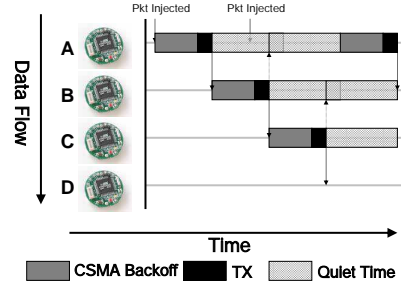 Pkt Injected Pkt Injected
A
B
C
D
Data Flow
Time
CSMA Backoff TX Quiet Time